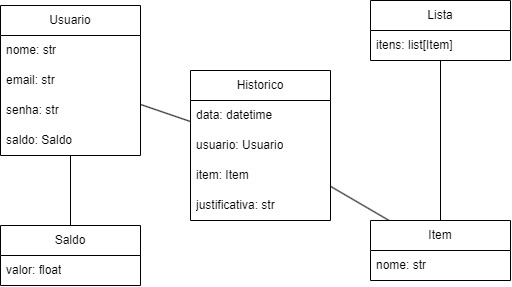 Usuario
nome: str
email: str
senha: str
saldo: Saldo
Historico
data: datetime
usuario: Usuario
item: Item
justificativa: str
Lista
itens: list[Item]
Saldo
valor: float
Item
nome: str